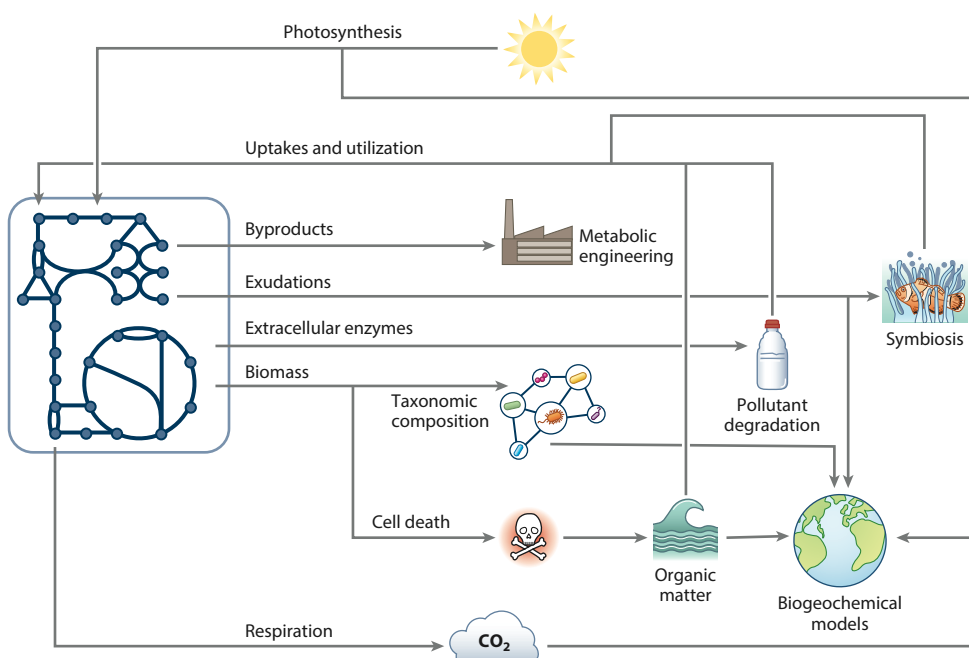 Photosynthesis
Uptakes and utilization
Byproducts
Metabolic
engineering
Exudations
Symbiosis
Extracellular enzymes
Biomass
Taxonomic
composition
Pollutant
degradation
Cell death
Organic
matter
Biogeochemical
models
Respiration
CO₂